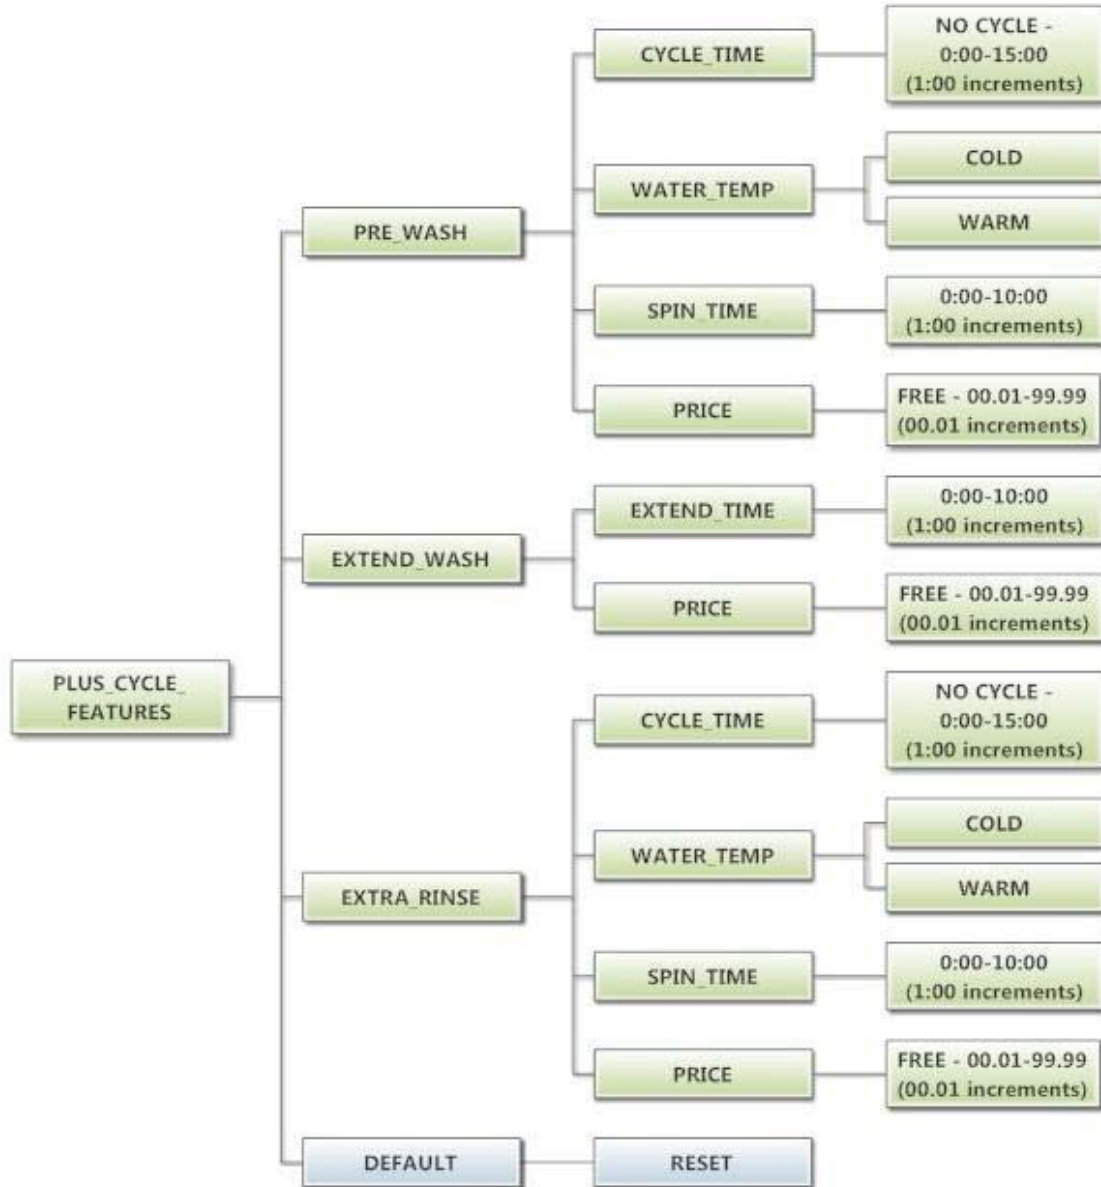 PLUS_CYCLE_
FEATURES
PRE_WASH
CYCLE_TIME
NO CYCLE -
0:00-15:00
(1:00 increments)
WATER_TEMP
COLD
WARM
SPIN_TIME
0:00-10:00
(1:00 increments)
PRICE
FREE - 00.01-99.99
(00.01 increments)
EXTEND_WASH
EXTEND_TIME
0:00-10:00
(1:00 increments)
PRICE
FREE - 00.01-99.99
(00.01 increments)
EXTRA_RINSE
CYCLE_TIME
NO CYCLE -
0:00-15:00
(1:00 increments)
WATER_TEMP
COLD
WARM
SPIN_TIME
0:00-10:00
(1:00 increments)
PRICE
FREE - 00.01-99.99
(00.01 increments)
DEFAULT
RESET